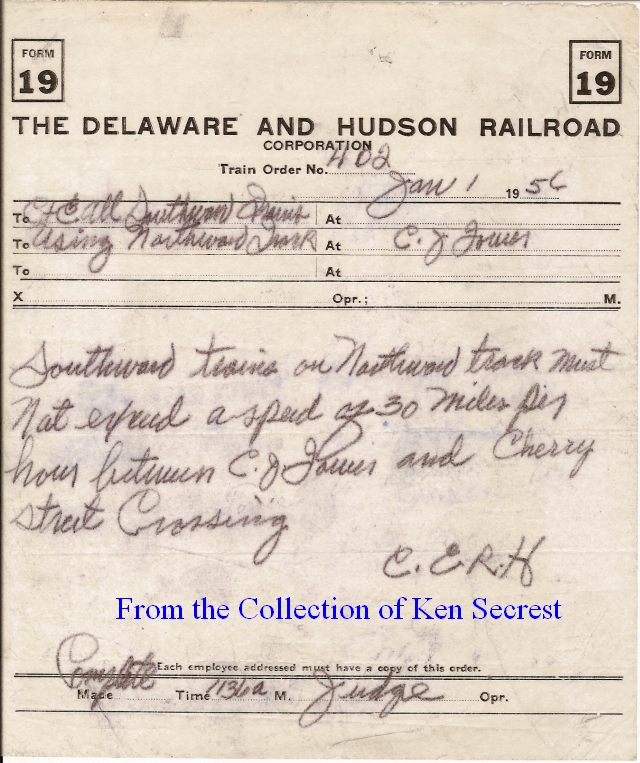 FORM 19
FORM 19
THE DELAWARE AND HUDSON RAILROAD
CORPORATION
Train Order No. 402
Jan 1 1956
To C&E All Southward Trains At
To Using Northward Track At C. J. Tower
To At
X Opr.; M.
Southward trains on Northward track must
Not exceed a speed of 30 Miles per
hour between C. J. Tower and Cherry
Street Crossing
C. E. R. H
From the Collection of Ken Secrest
Each employee addressed must have a copy of this order.
Complete
Made Time 1136a M. Judge Opr.